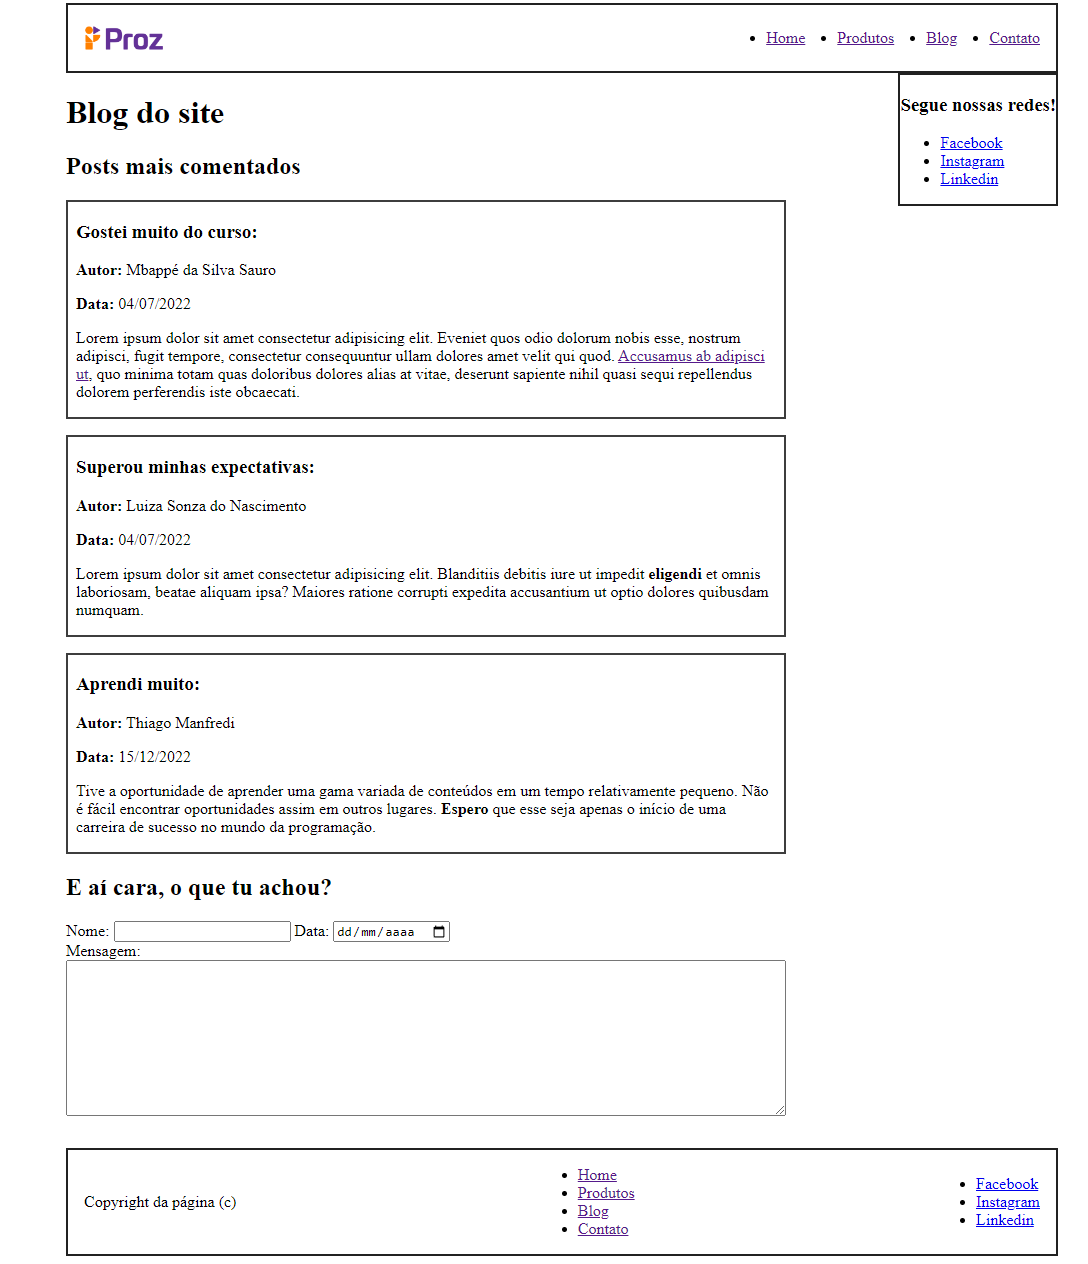 Proz
Home Produtos Blog Contato
Blog do site
Segue nossas redes!
Facebook
Instagram
Linkedin
Posts mais comentados
Gostei muito do curso:
Autor: Mbappé da Silva Sauro
Data: 04/07/2022
Lorem ipsum dolor sit amet consectetur adipisicing elit. Eveniet quos odio dolorum nobis esse, nostrum
adipisci, fugit tempore, consectetur consequuntur ullam dolores amet velit qui quod. Accusamus ab adipisci
ut, quo minima totam quas doloribus dolores alias at vitae, deserunt sapiente nihil quasi sequi repellendus
dolorem perferendis iste obcaecati.
Superou minhas expectativas:
Autor: Luiza Sonza do Nascimento
Data: 04/07/2022
Lorem ipsum dolor sit amet consectetur adipisicing elit. Blanditiis debitis iure ut impedit eligendi et omnis
laboriosam, beatae aliquam ipsa? Maiores ratione corrupti expedita accusantium ut optio dolores quibusdam
numquam.
Aprendi muito:
Autor: Thiago Manfredi
Data: 15/12/2022
Tive a oportunidade de aprender uma gama variada de conteúdos em um tempo relativamente pequeno. Não
é fácil encontrar oportunidades assim em outros lugares. Espero que esse seja apenas o início de uma
carreira de sucesso no mundo da programação.
E aí cara, o que tu achou?
Nome: Data: dd/mm/aaaa
Mensagem:
Copyright da página (c)
Home
Produtos
Blog
Contato
Facebook
Instagram
Linkedin